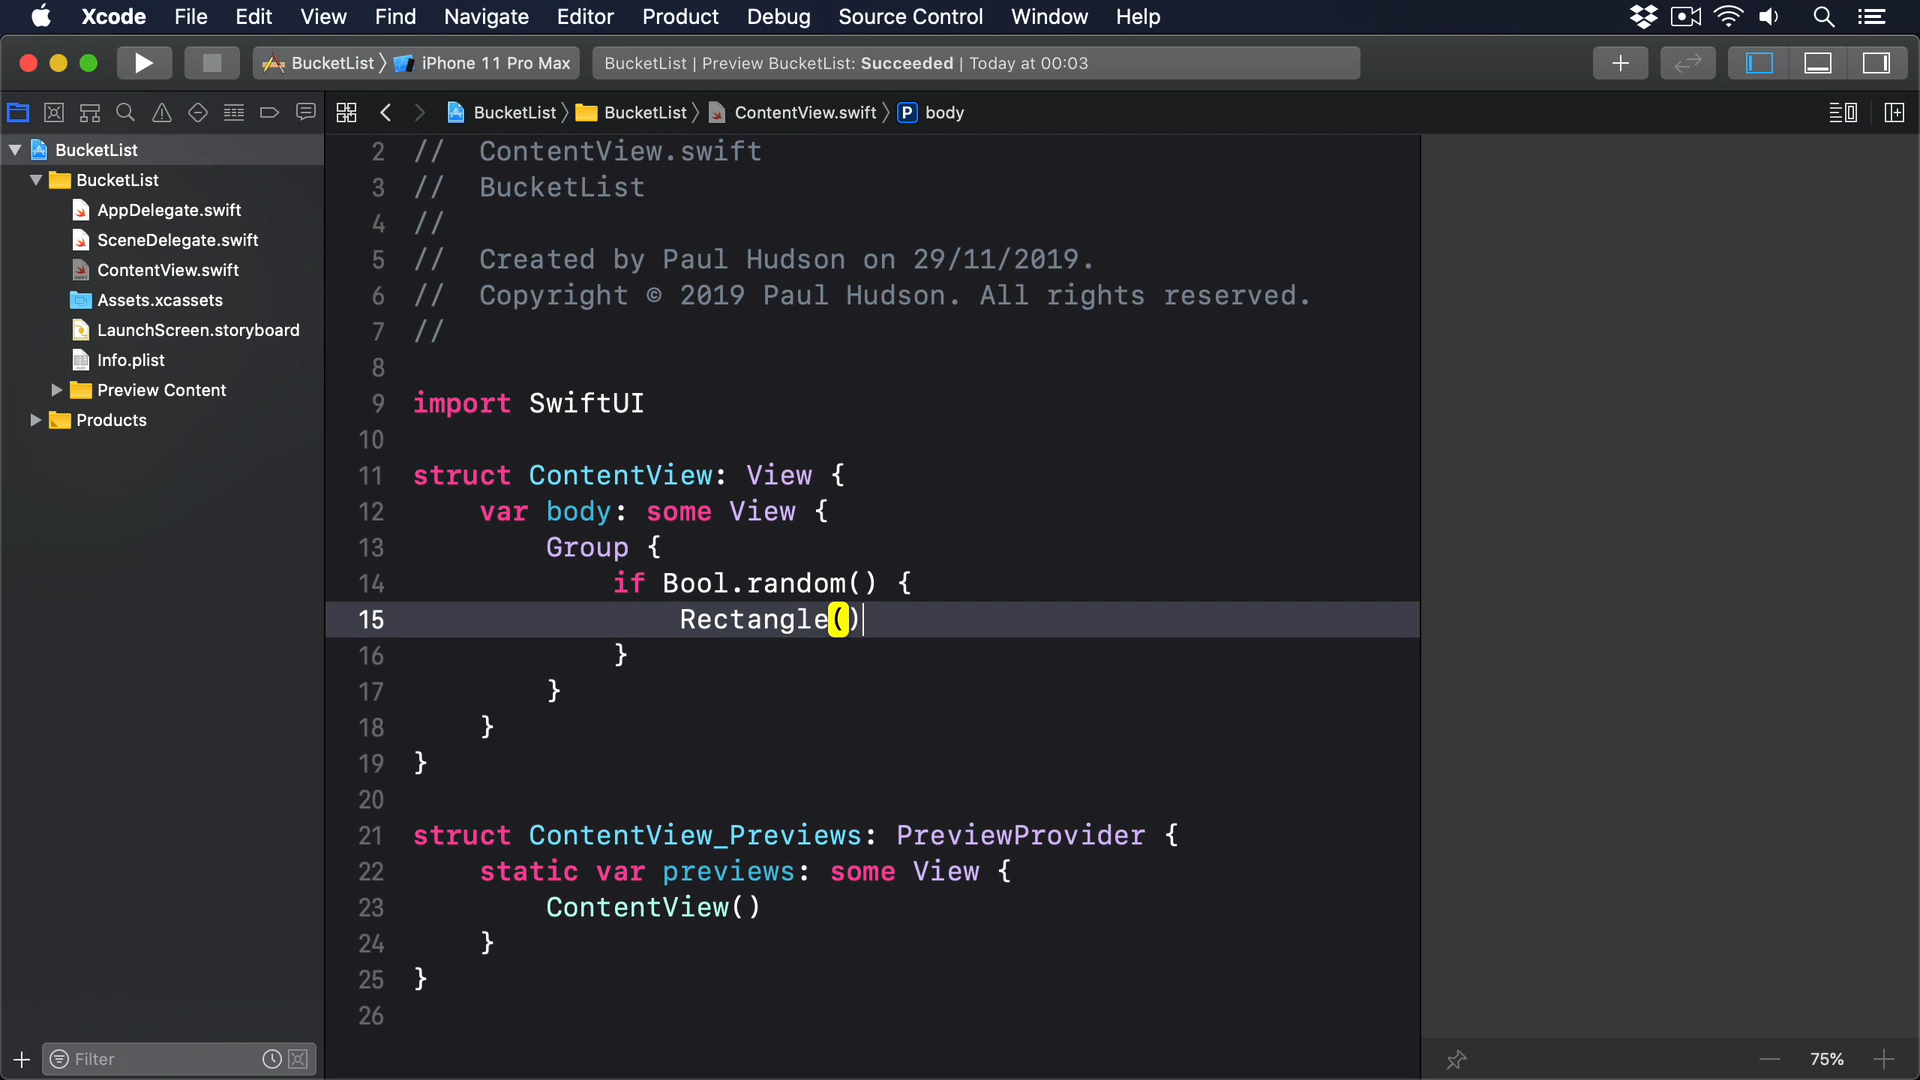 Xcode File Edit View Find Navigate Editor Product Debug Source Control Window Help
BucketList iPhone 11 Pro Max BucketList | Preview BucketList: Succeeded | Today at 00:03
BucketList BucketList ContentView.swift P body
BucketList
BucketList
AppDelegate.swift
SceneDelegate.swift
ContentView.swift
Assets.xcassets
LaunchScreen.storyboard
Info.plist
Preview Content
Products
2 // ContentView.swift
3 // BucketList
4 //
5 // Created by Paul Hudson on 29/11/2019.
6 // Copyright © 2019 Paul Hudson. All rights reserved.
7 //
8
9 import SwiftUI
10
11 struct ContentView: View {
12 var body: some View {
13 Group {
14 if Bool.random() {
15 Rectangle()
16 }
17 }
18 }
19 }
20
21 struct ContentView_Previews: PreviewProvider {
22 static var previews: some View {
23 ContentView()
24 }
25 }
26
Filter
75%